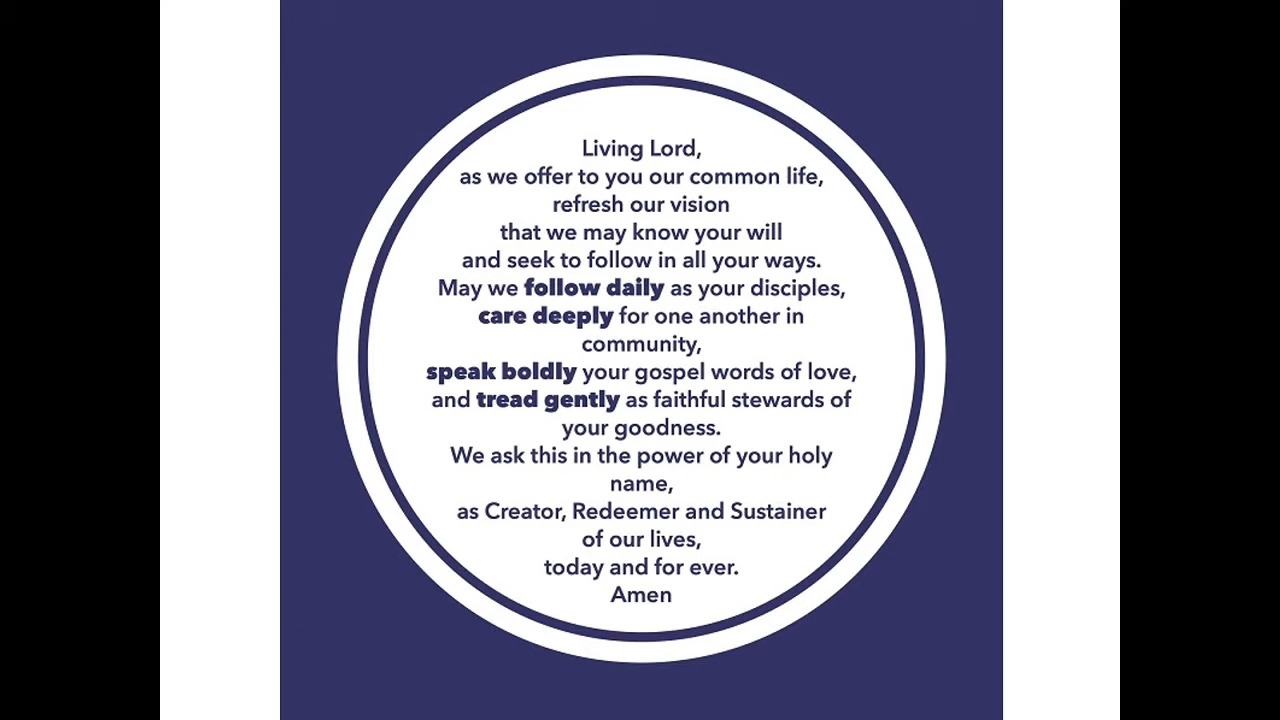 Living Lord,
as we offer to you our common life,
refresh our vision
that we may know your will
and seek to follow in all your ways.
May we follow daily as your disciples,
care deeply for one another in
community,
speak boldly your gospel words of love,
and tread gently as faithful stewards of
your goodness.
We ask this in the power of your holy
name,
as Creator, Redeemer and Sustainer
of our lives,
today and for ever.
Amen